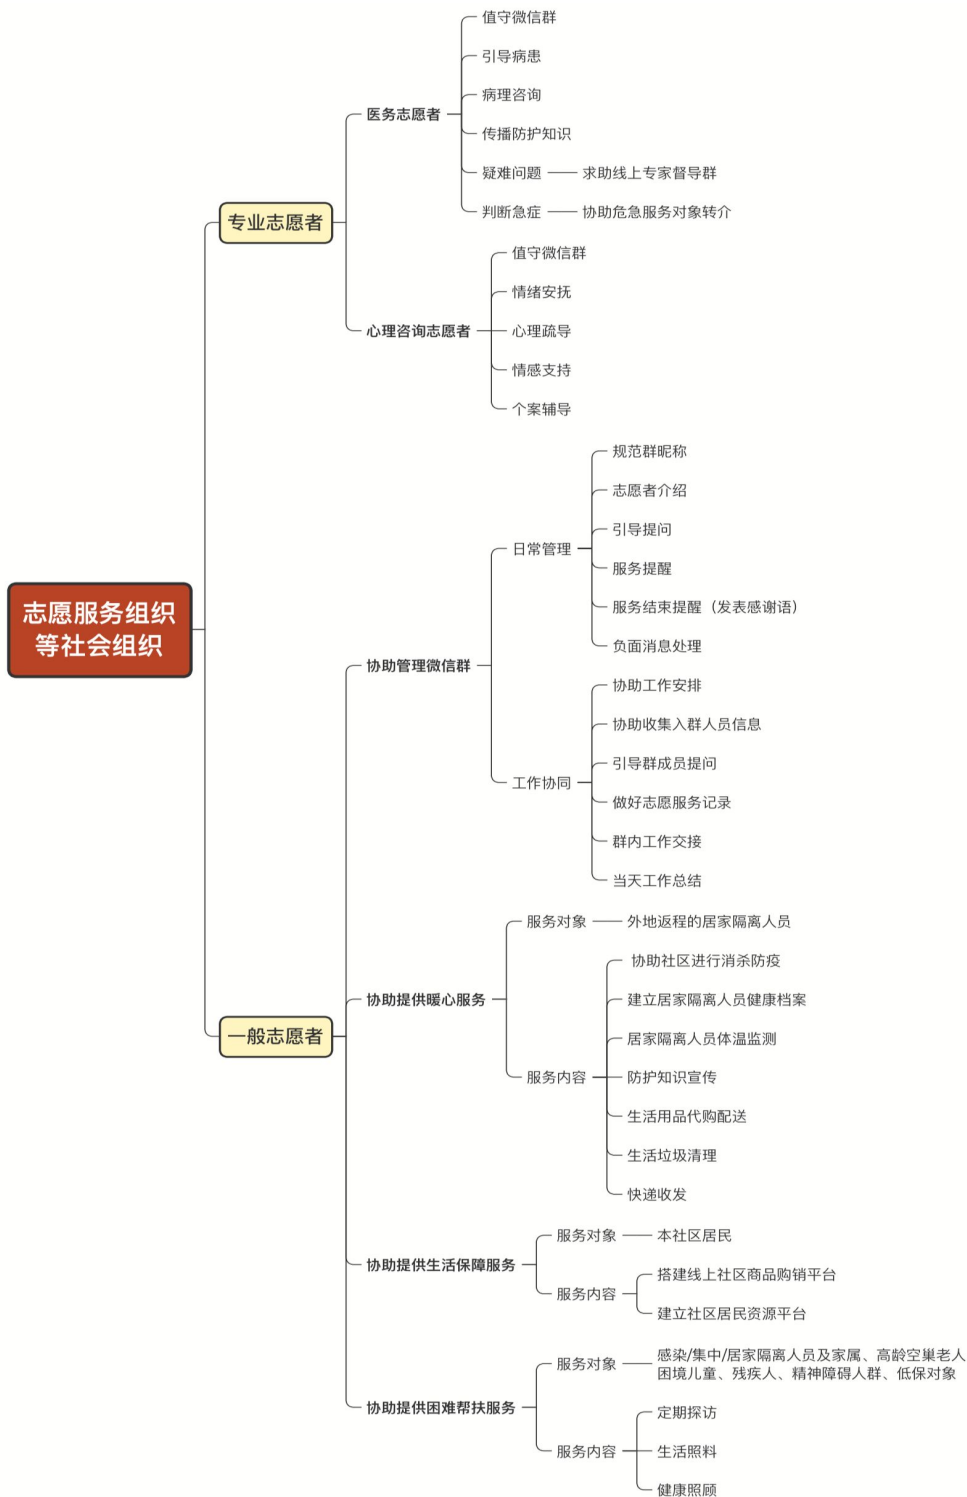 志愿服务组织
等社会组织
专业志愿者
医务志愿者
值守微信群
引导病患
病理咨询
传播防护知识
疑难问题
求助线上专家督导群
判断急症
协助危急服务对象转介
心理咨询志愿者
值守微信群
情绪安抚
心理疏导
情感支持
个案辅导
一般志愿者
协助管理微信群
日常管理
规范群昵称
志愿者介绍
引导提问
服务提醒
服务结束提醒（发表感谢语）
负面消息处理
工作协同
协助工作安排
协助收集入群人员信息
引导群成员提问
做好志愿服务记录
群内工作交接
当天工作总结
协助提供暖心服务
服务对象
外地返程的居家隔离人员
服务内容
协助社区进行消杀防疫
建立居家隔离人员健康档案
居家隔离人员体温监测
防护知识宣传
生活用品代购配送
生活垃圾清理
快递收发
协助提供生活保障服务
服务对象
本社区居民
服务内容
搭建线上社区商品购销平台
建立社区居民资源平台
协助提供困难帮扶服务
服务对象
感染/集中/居家隔离人员及家属、高龄空巢老人
困境儿童、残疾人、精神障碍人群、低保对象
服务内容
定期探访
生活照料
健康照顾